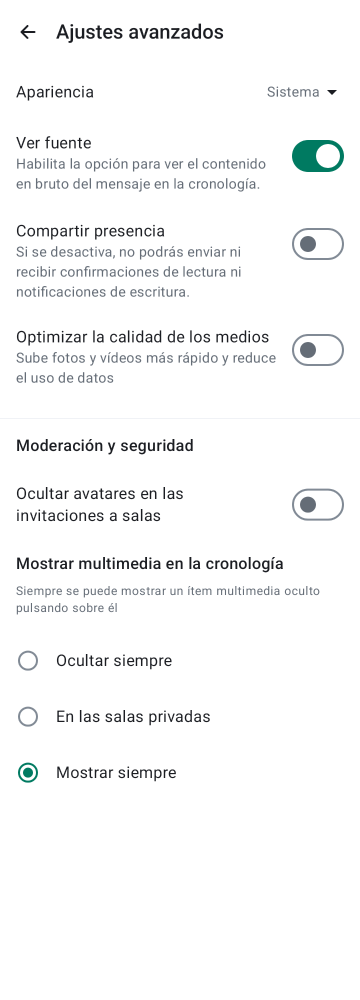 Ajustes avanzados
Apariencia
Sistema
Ver fuente
Habilita la opción para ver el contenido
en bruto del mensaje en la cronología.
Compartir presencia
Si se desactiva, no podrás enviar ni
recibir confirmaciones de lectura ni
notificaciones de escritura.
Optimizar la calidad de los medios
Sube fotos y vídeos más rápido y reduce
el uso de datos
Moderación y seguridad
Ocultar avatares en las
invitaciones a salas
Mostrar multimedia en la cronología
Siempre se puede mostrar un ítem multimedia oculto
pulsando sobre él
Ocultar siempre
En las salas privadas
Mostrar siempre